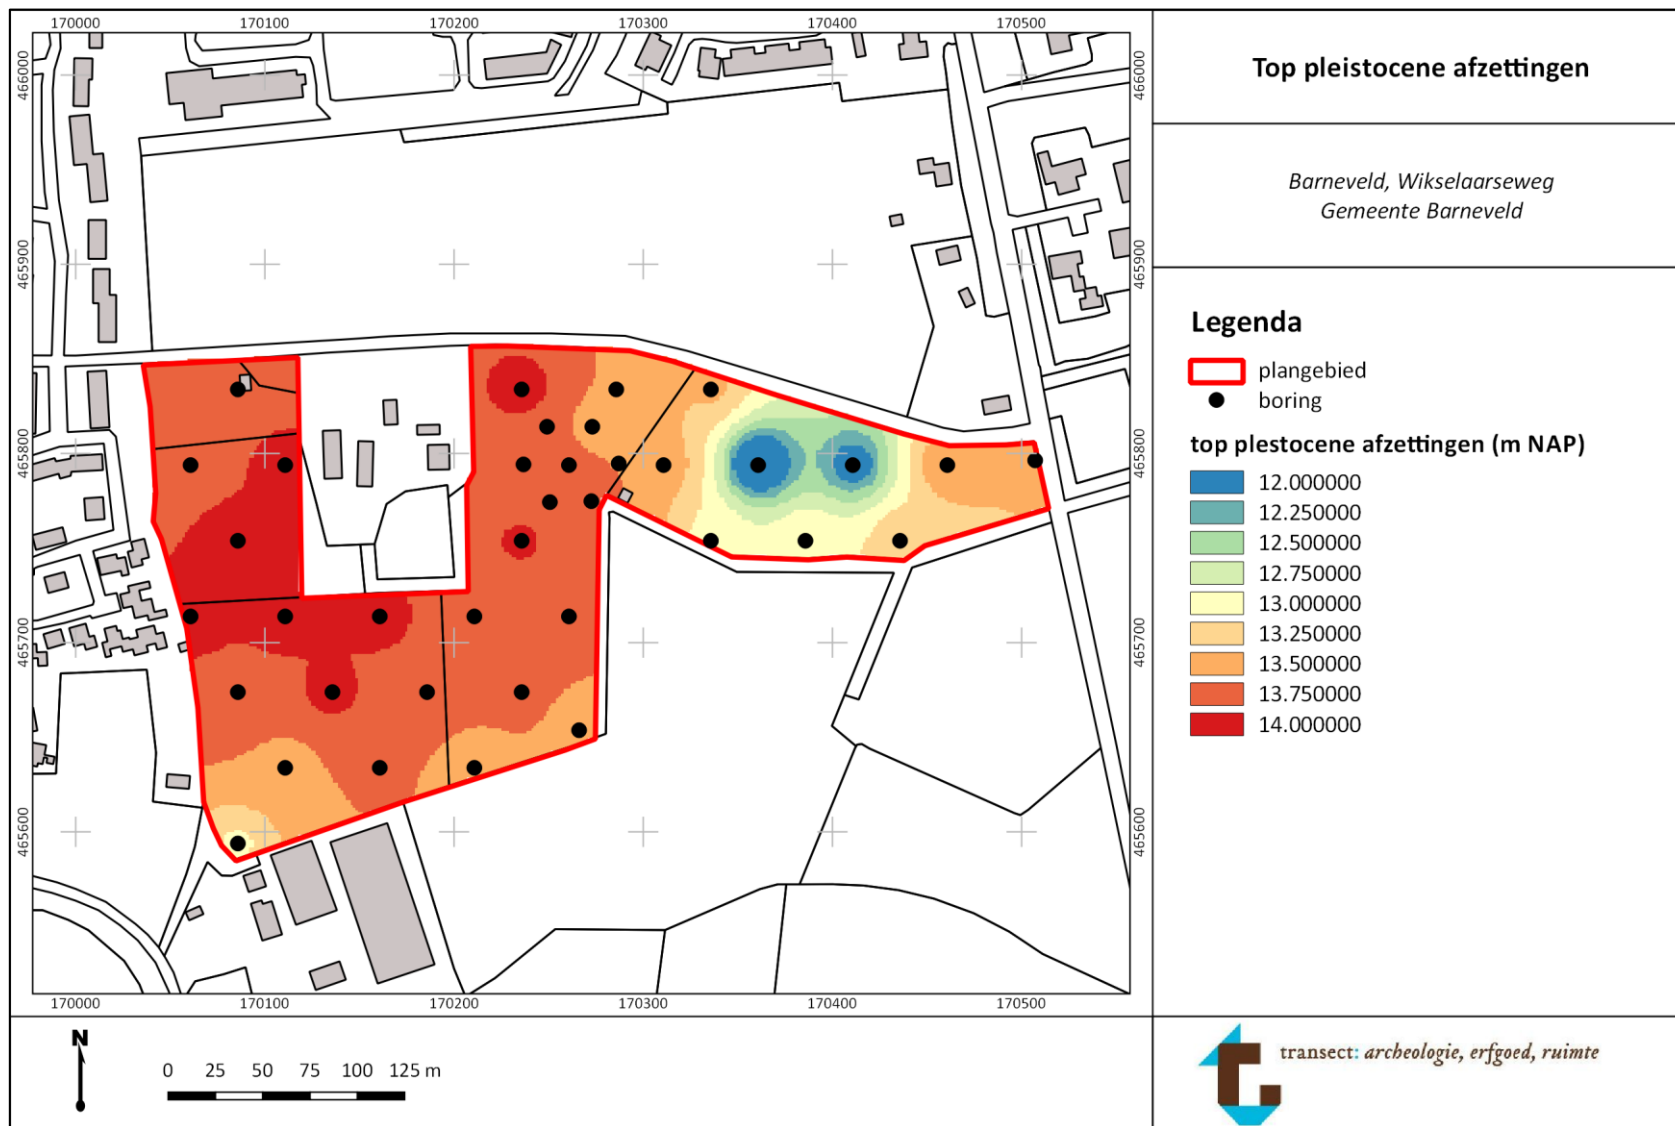 170000 170100 170200 170300 170400 170500
466000 466000
465900 465900
465800 465800
465700 465700
465600 465600
170000 170100 170200 170300 170400 170500
N
0 25 50 75 100 125 m
Top pleistocene afzettingen
Barneveld, Wikselaarseweg
Gemeente Barneveld
Legenda
plangebied
boring
top plestocene afzettingen (m NAP)
12.000000
12.250000
12.500000
12.750000
13.000000
13.250000
13.500000
13.750000
14.000000
transect: archeologie, erfgoed, ruimte